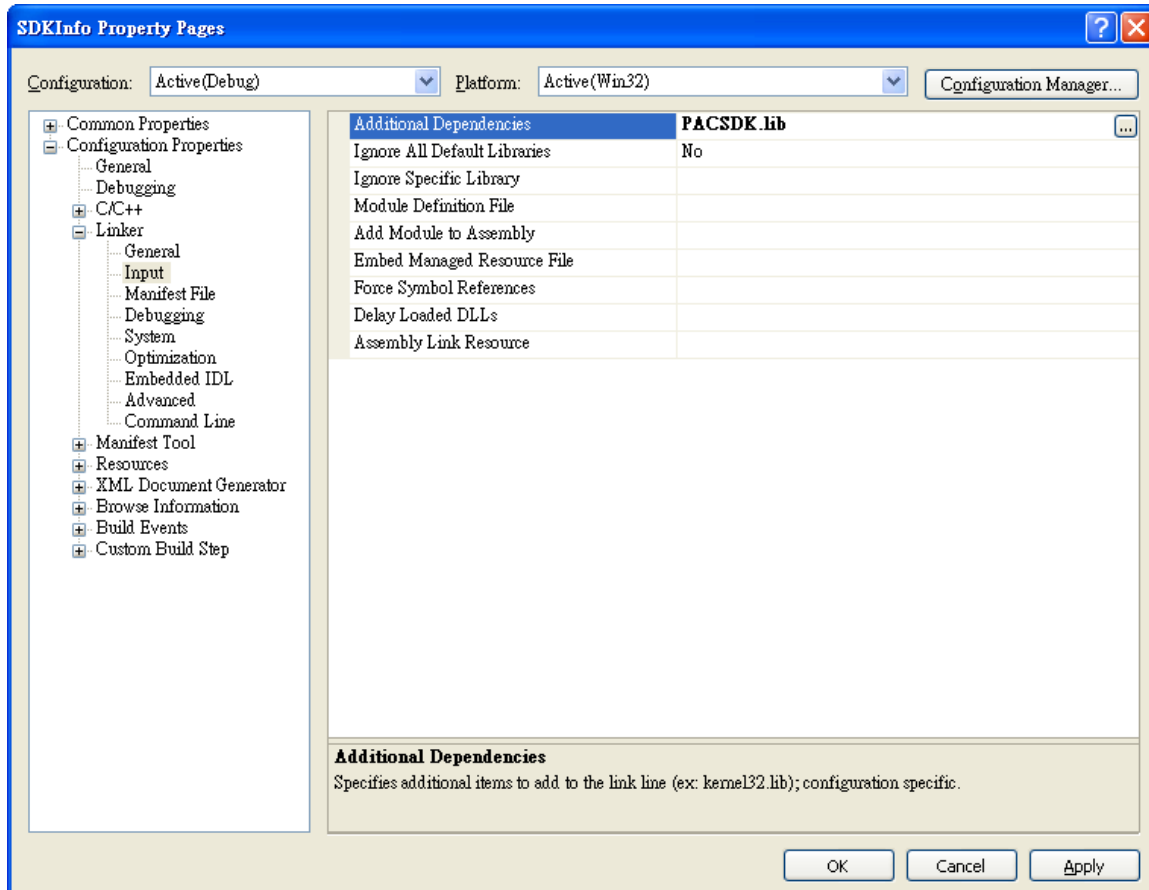 SDKInfo Property Pages
Configuration: Active(Debug) Platform: Active(Win32) Configuration Manager...
Common Properties
Configuration Properties
General
Debugging
C/C++
Linker
General
Input
Manifest File
Debugging
System
Optimization
Embedded IDL
Advanced
Command Line
Manifest Tool
Resources
XML Document Generator
Browse Information
Build Events
Custom Build Step
Additional Dependencies PACSDK.lib ...
Ignore All Default Libraries No
Ignore Specific Library
Module Definition File
Add Module to Assembly
Embed Managed Resource File
Force Symbol References
Delay Loaded DLLs
Assembly Link Resource
Additional Dependencies
Specifies additional items to add to the link line (ex: kernel32.lib); configuration specific.
OK Cancel Apply